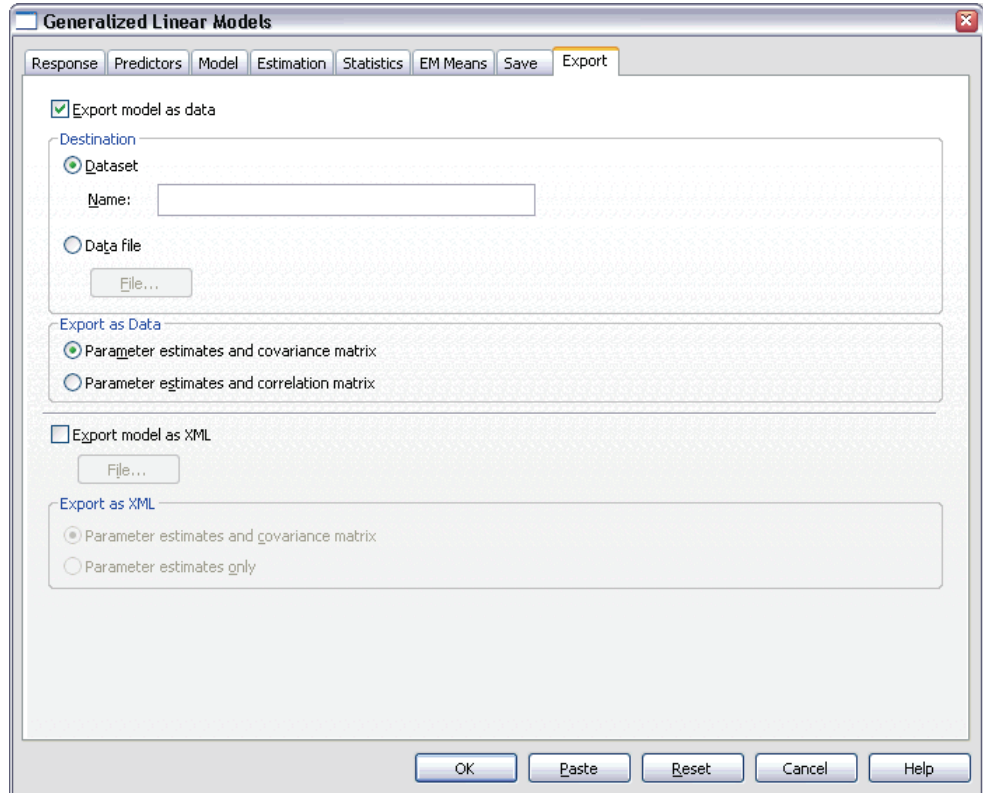 Generalized Linear Models
Response Predictors Model Estimation Statistics EM Means Save Export
Export model as data
Destination
Dataset
Name:
Data file
File...
Export as Data
Parameter estimates and covariance matrix
Parameter estimates and correlation matrix
Export model as XML
File...
Export as XML
Parameter estimates and covariance matrix
Parameter estimates only
OK Paste Reset Cancel Help